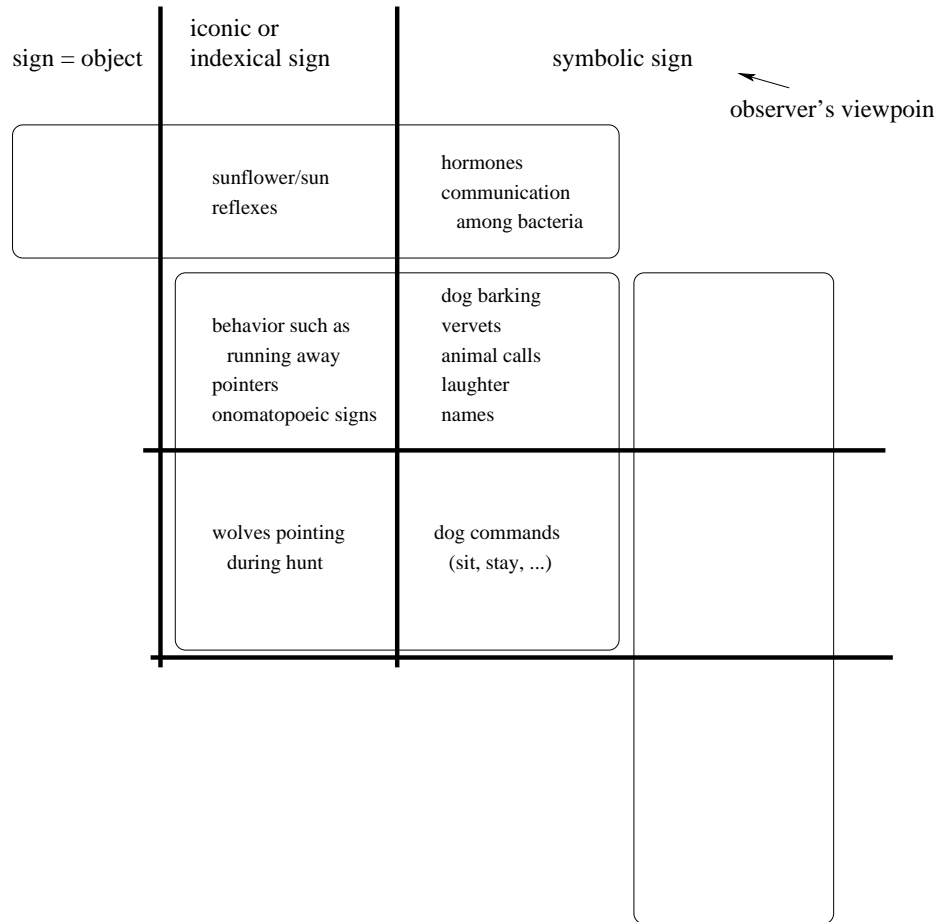 iconic or
indexical sign
sign = object
symbolic sign
observer's viewpoin
sunflower/sun
reflexes
hormones
communication
among bacteria
behavior such as
running away
pointers
onomatopoeic signs
dog barking
vervets
animal calls
laughter
names
wolves pointing
during hunt
dog commands
(sit, stay, ...)